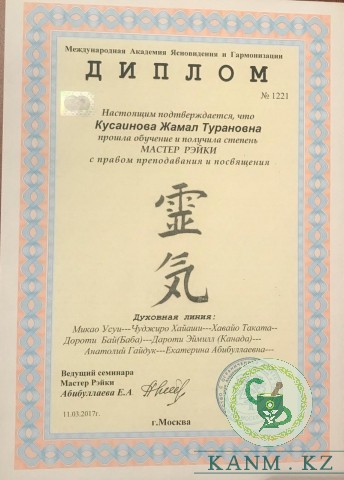 Международная Академия Ясновидения и Гармонизации
ДИПЛОМ
№ 1221
Настоящим подтверждается, что
Кусаинова Жамал Турановна
прошла обучение и получила степень
МАСТЕР РЭЙКИ
с правом преподавания и посвящения
靈
気
Духовная линия:
Микао Усуи---Чуджиро Хайаши---Хавайо Таката--
Дороти Бай(Баба)---Дароти Эймилл (Канада)---
Анатолий Гайдук---Екатерина Абибуллаевна---
Ведущий семинара
Мастер Рэйки
Абибуллаева Е.А
11.03.2017г.
г.Москва
KANM.KZ